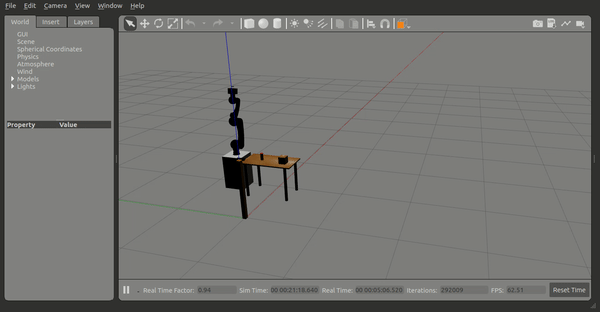 File Edit Camera View Window Help
World Insert Layers
GUI
Scene
Spherical Coordinates
Physics
Atmosphere
Wind
Models
Lights
Property Value
Real Time Factor: 0.94 Sim Time: 00 00:21:18.640 Real Time: 00 00:05:06.520 Iterations: 292009 FPS: 62.51 Reset Time